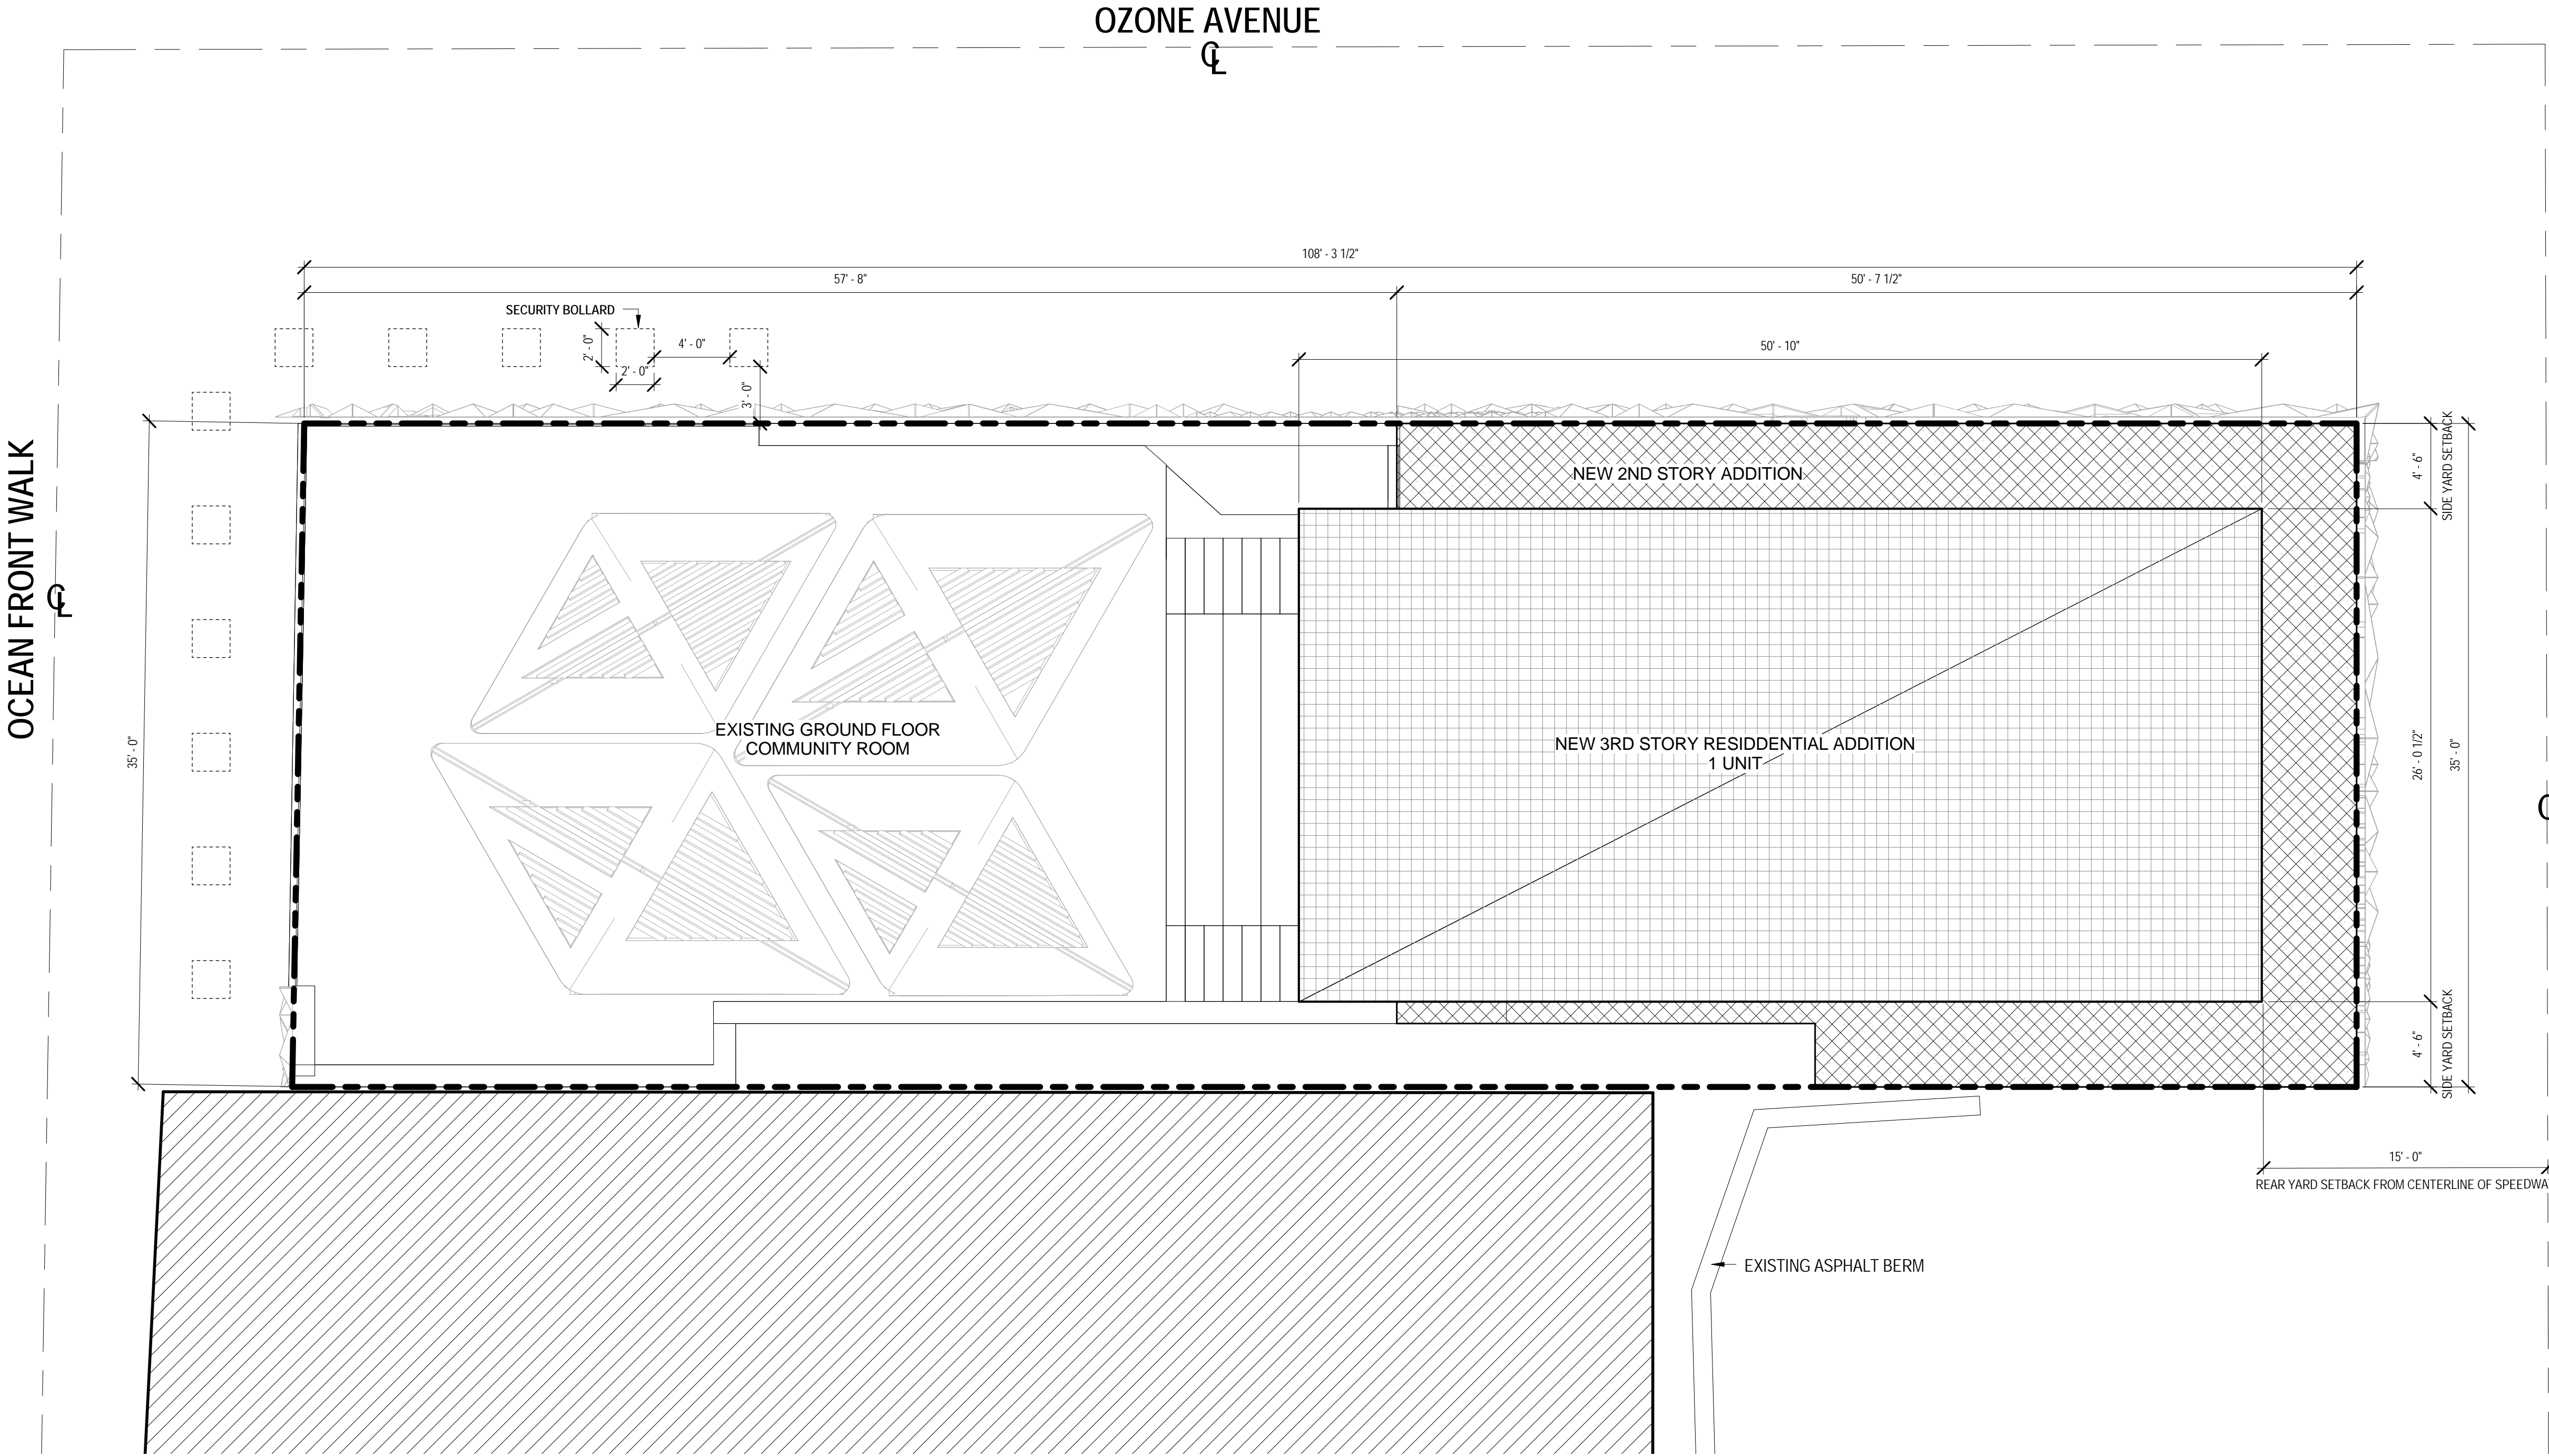 OZONE AVENUE
CL
108' - 3 1/2"
57' - 8"
50' - 7 1/2"
SECURITY BOLLARD
2' - 0"
4' - 0"
2' - 0"
3' - 0"
50' - 10"
OCEAN FRONT WALK
CL
35' - 0"
NEW 2ND STORY ADDITION
4' - 6"
SIDE YARD SETBACK
EXISTING GROUND FLOOR
COMMUNITY ROOM
NEW 3RD STORY RESIDDENTIAL ADDITION
1 UNIT
26' - 0 1/2"
35' - 0"
4' - 6"
SIDE YARD SETBACK
15' - 0"
REAR YARD SETBACK FROM CENTERLINE OF SPEEDWA
EXISTING ASPHALT BERM